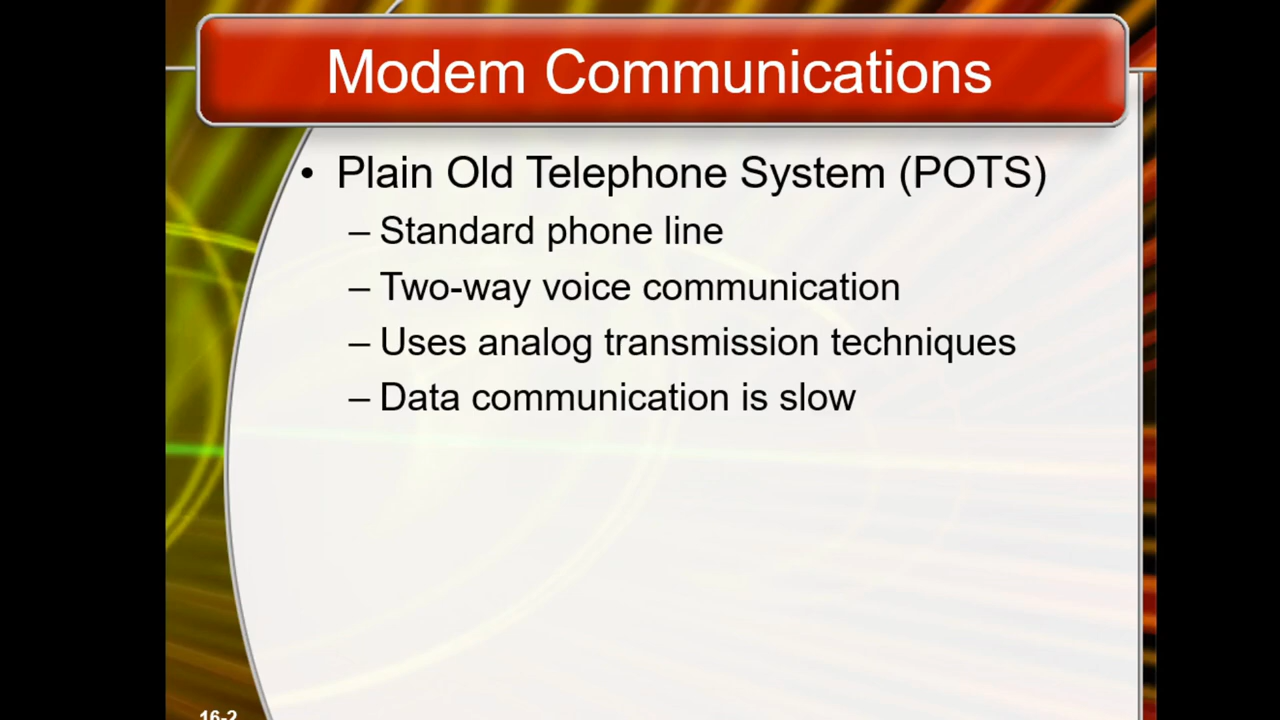 Modem Communications
• Plain Old Telephone System (POTS)
– Standard phone line
– Two-way voice communication
– Uses analog transmission techniques
– Data communication is slow
16-2